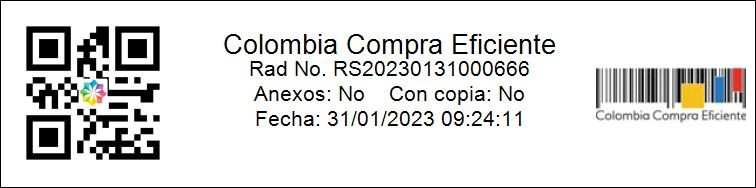 Colombia Compra Eficiente
Rad No. RS20230131000666
Anexos: No    Con copia: No
Fecha: 31/01/2023 09:24:11
Colombia Compra Eficiente